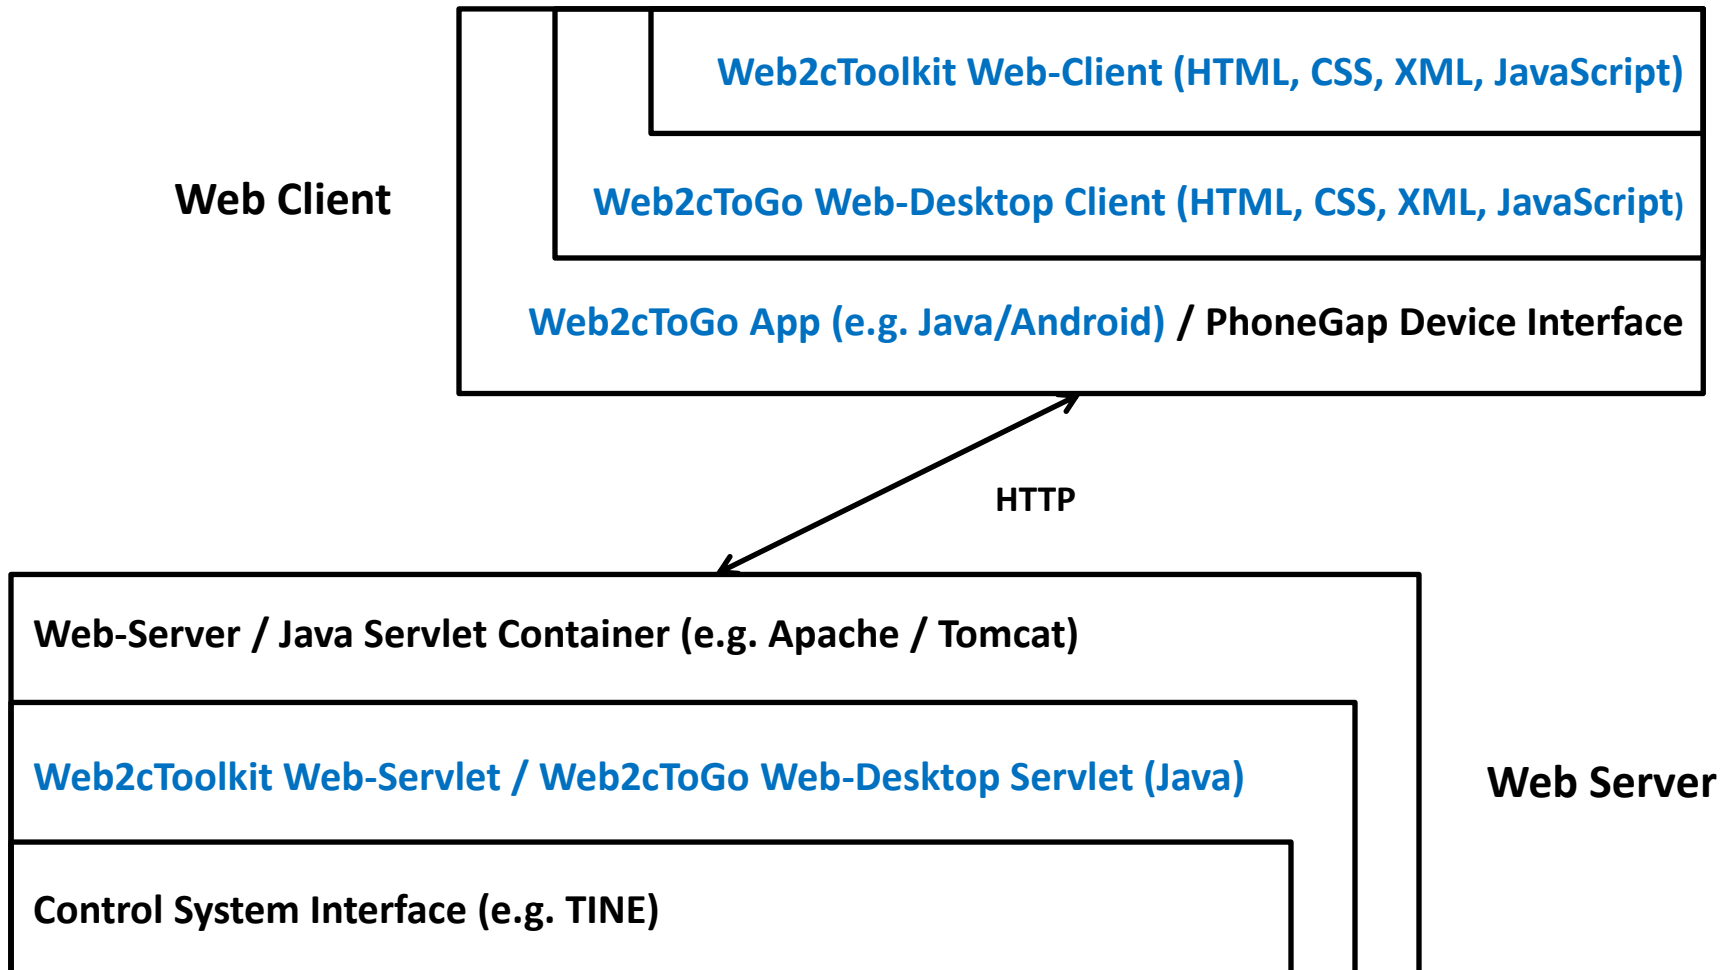 Web2cToolkit Web-Client (HTML, CSS, XML, JavaScript)
Web Client
Web2cToGo Web-Desktop Client (HTML, CSS, XML, JavaScript)
Web2cToGo App (e.g. Java/Android) / PhoneGap Device Interface
HTTP
Web-Server / Java Servlet Container (e.g. Apache / Tomcat)
Web2cToolkit Web-Servlet / Web2cToGo Web-Desktop Servlet (Java)
Web Server
Control System Interface (e.g. TINE)